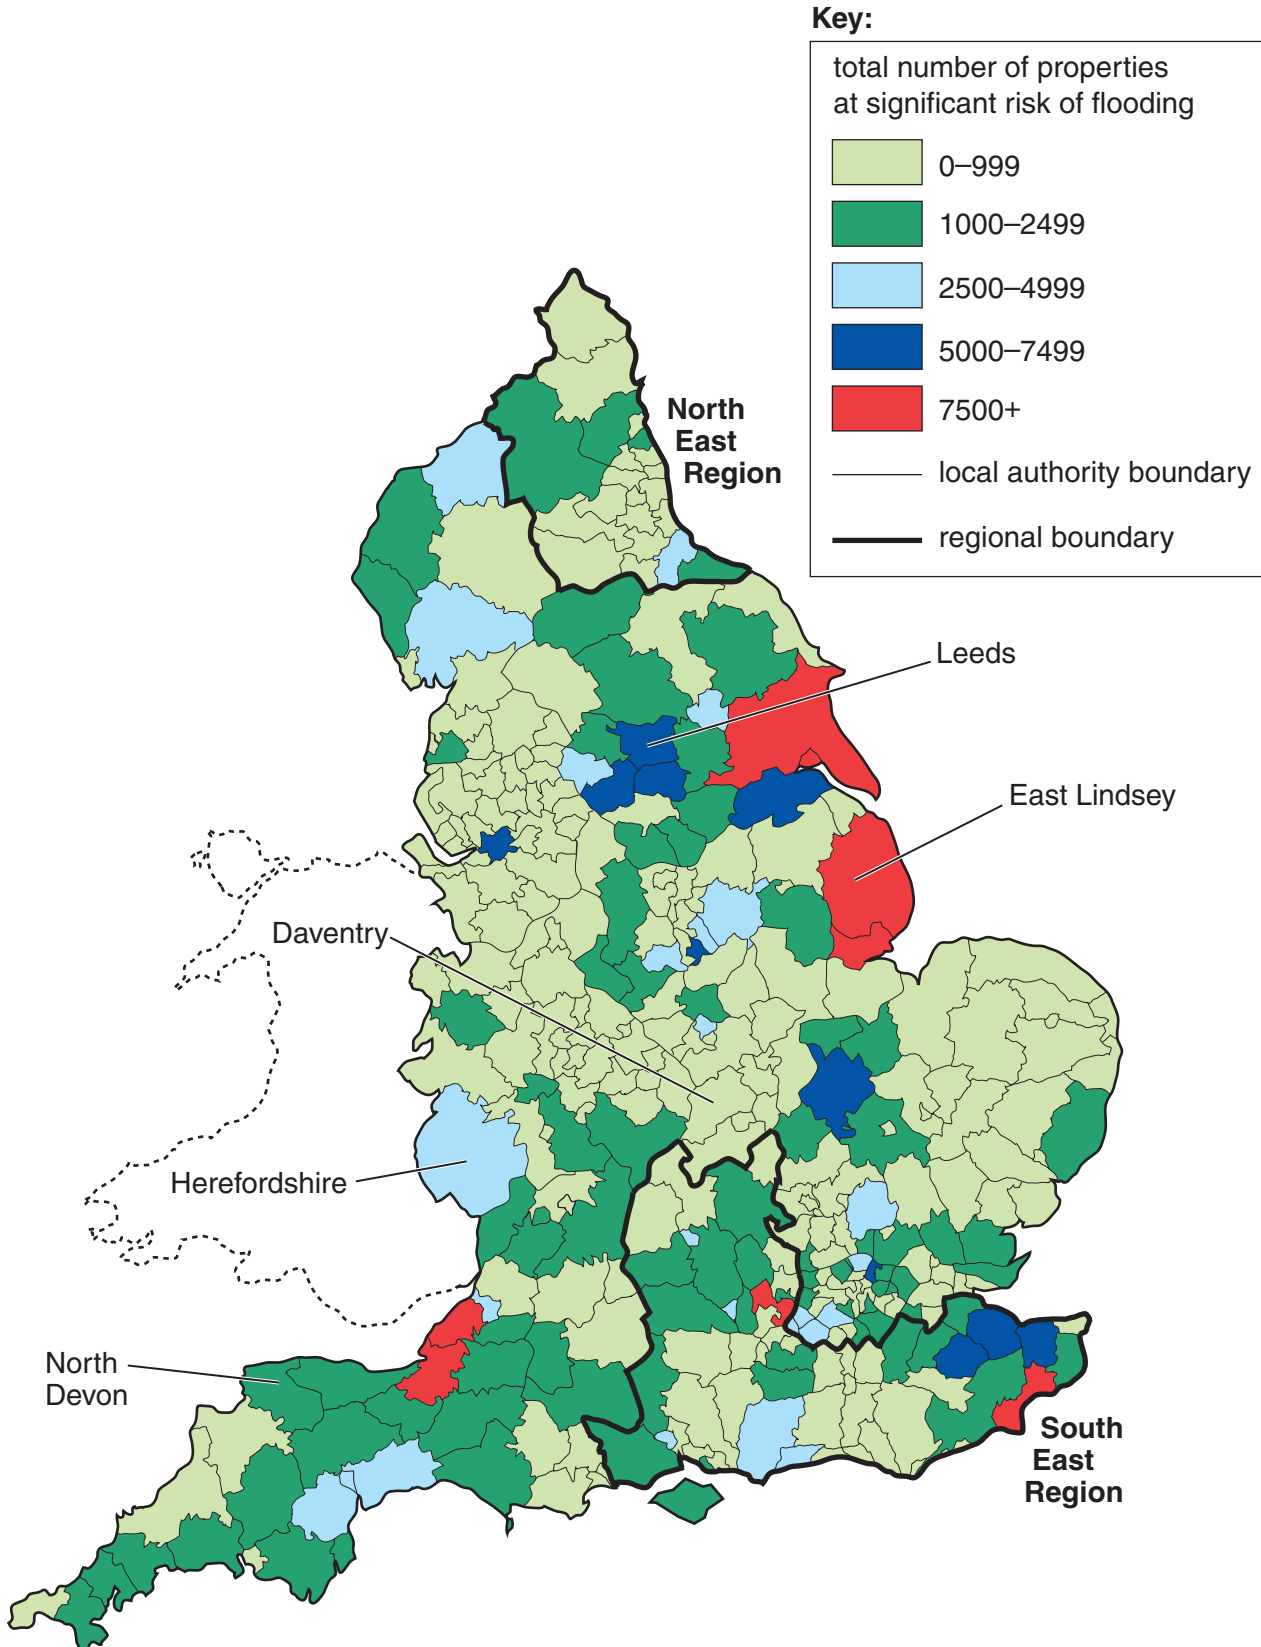 Key:
total number of properties
at significant risk of flooding
0–999
1000–2499
2500–4999
5000–7499
7500+
local authority boundary
regional boundary
North
East
Region
Leeds
East Lindsey
Daventry
Herefordshire
North
Devon
South
East
Region